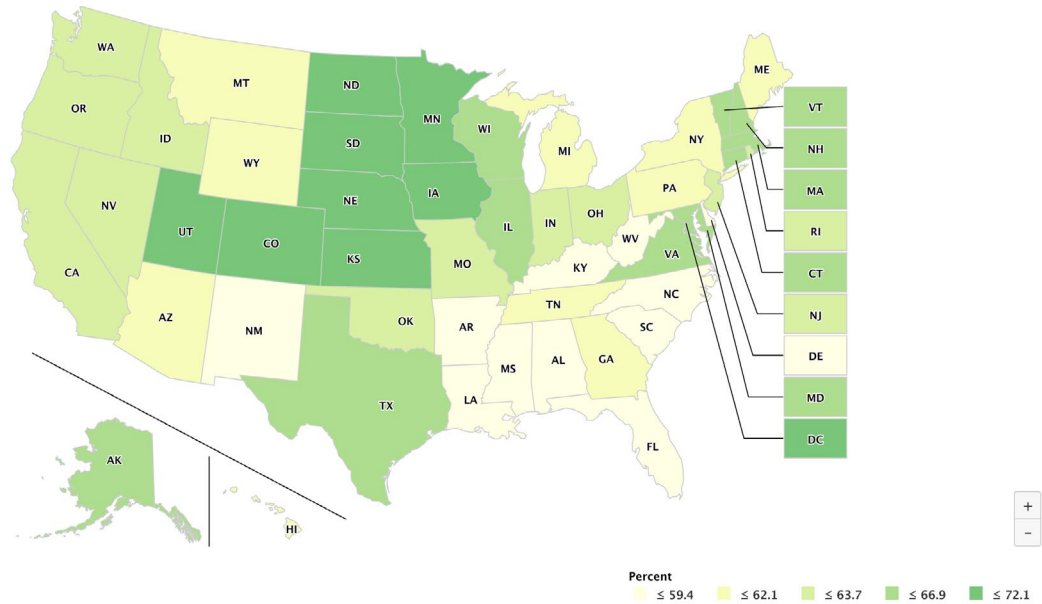 WA
ME
MT
ND
VT
OR
MN
ID
WI
NY
SD
NH
MI
WY
PA
MA
IA
NE
NV
OH
RI
IN
UT
IL
WV
CO
VA
KS
MO
KY
CA
CT
NC
TN
AZ
OK
NJ
AR
SC
NM
DE
GA
AL
MS
MD
LA
TX
DC
FL
AK
HI
+
−
Percent
≤ 59.4 ≤ 62.1 ≤ 63.7 ≤ 66.9 ≤ 72.1